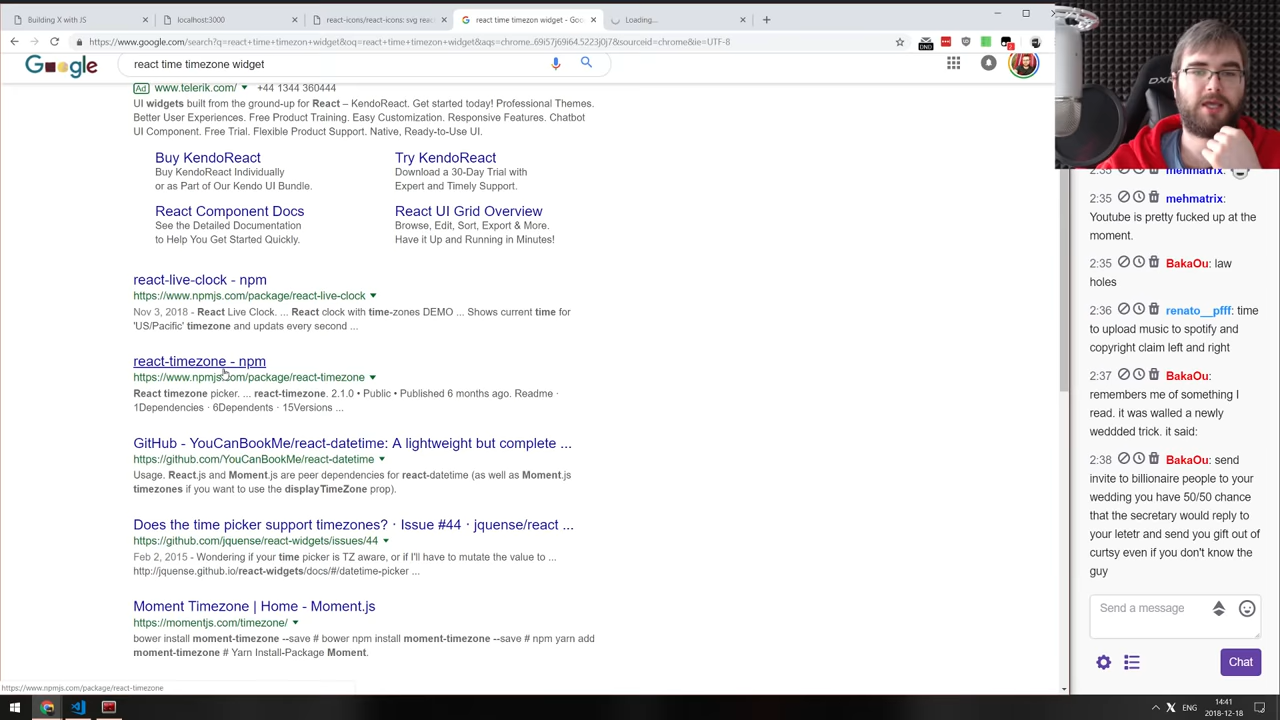 Building X with JS
localhost:3000
react-icons/react-icons: svg reac
react time timezon widget - Goo
Loading...
https://www.google.com/search?q=react+time+timezon+widget&oq=react+time+timezon+widget&aqs=chrome..69i57j69i64.5223j0j7&sourceid=chrome&ie=UTF-8
DND
2
Google
react time timezone widget
Ad www.telerik.com/ +44 1344 360444
UI widgets built from the ground-up for React – KendoReact. Get started today! Professional Themes.
Better User Experiences. Free Product Training. Easy Customization. Responsive Features. Chatbot
UI Component. Free Trial. Flexible Product Support. Native, Ready-to-Use UI.
Buy KendoReact
Buy KendoReact Individually
or as Part of Our Kendo UI Bundle.
Try KendoReact
Download a 30-Day Trial with
Expert and Timely Support.
React Component Docs
See the Detailed Documentation
to Help You Get Started Quickly.
React UI Grid Overview
Browse, Edit, Sort, Export & More.
Have it Up and Running in Minutes!
react-live-clock - npm
https://www.npmjs.com/package/react-live-clock
Nov 3, 2018 - React Live Clock. ... React clock with time-zones DEMO ... Shows current time for
'US/Pacific' timezone and updats every second ...
react-timezone - npm
https://www.npmjs.com/package/react-timezone
React timezone picker. ... react-timezone. 2.1.0 • Public • Published 6 months ago. Readme ·
1Dependencies · 6Dependents · 15Versions ...
GitHub - YouCanBookMe/react-datetime: A lightweight but complete ...
https://github.com/YouCanBookMe/react-datetime
Usage. React.js and Moment.js are peer dependencies for react-datetime (as well as Moment.js
timezones if you want to use the displayTimeZone prop).
Does the time picker support timezones? · Issue #44 · jquense/react ...
https://github.com/jquense/react-widgets/issues/44
Feb 2, 2015 - Wondering if your time picker is TZ aware, or if I'll have to mutate the value to ...
http://jquense.github.io/react-widgets/docs/#/datetime-picker ...
Moment Timezone | Home - Moment.js
https://momentjs.com/timezone/
bower install moment-timezone --save # bower npm install moment-timezone --save # npm yarn add
moment-timezone # Yarn Install-Package Moment.
https://www.npmjs.com/package/react-timezone
2:35 mehmatrix:
2:35 mehmatrix:
Youtube is pretty fucked up at the
moment.
2:35 BakaOu: law
holes
2:36 renato__pfff: time
to upload music to spotify and
copyright claim left and right
2:37 BakaOu:
remembers me of something I
read. it was walled a newly
weddded trick. it said:
2:38 BakaOu: send
invite to billionaire people to your
wedding you have 50/50 chance
that the secretary would reply to
your letetr and send you gift out of
curtsy even if you don't know the
guy
Send a message
Chat
ENG
14:41
2018-12-18